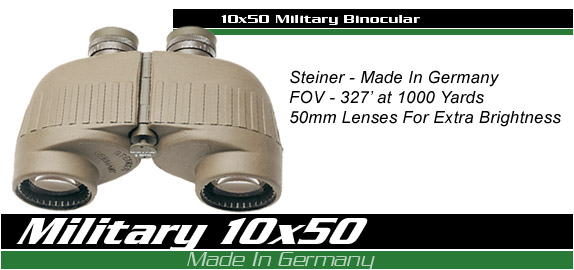 10x50 Military Binocular
Steiner - Made In Germany
FOV - 327' at 1000 Yards
50mm Lenses For Extra Brightness
Military 10x50
Made In Germany